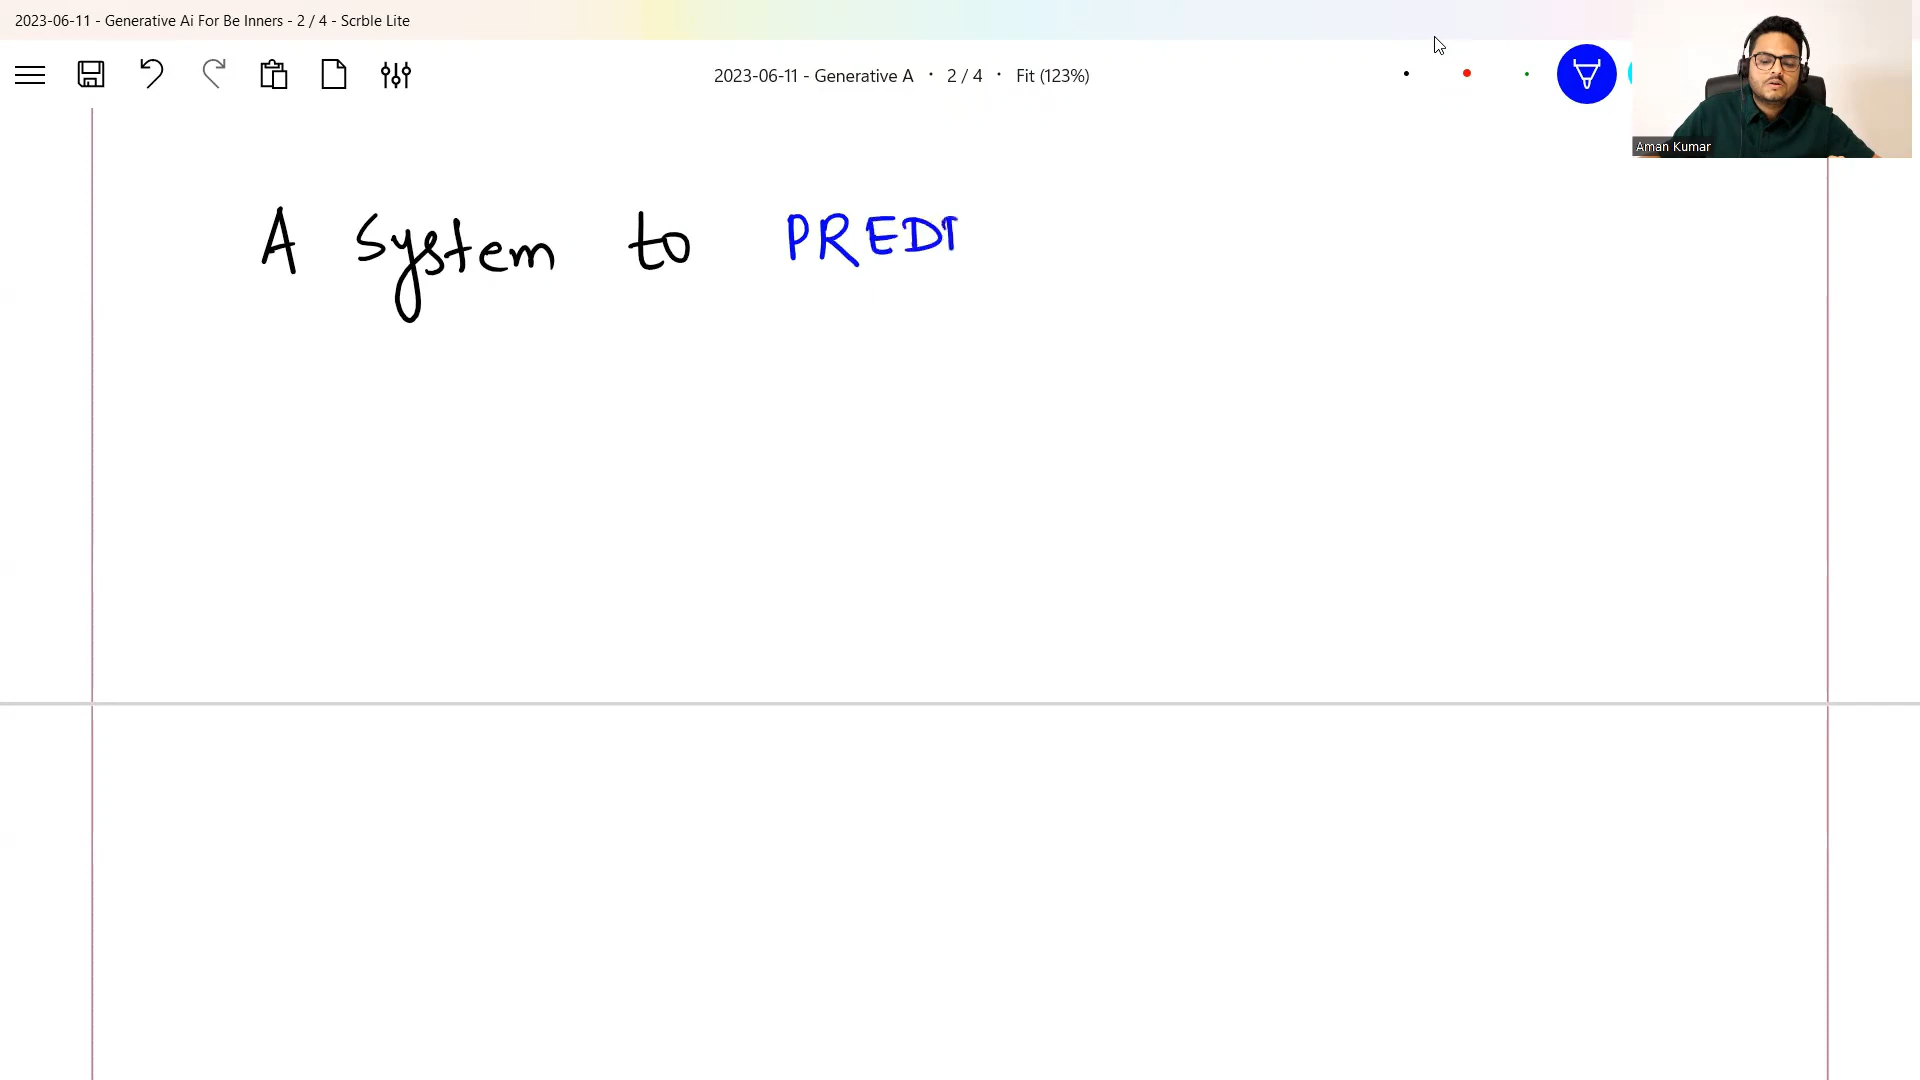 2023-06-11 - Generative Ai For Be Inners - 2 / 4 - Scrble Lite
2023-06-11 - Generative A • 2 / 4 • Fit (123%)
Aman Kumar
A System to PREDI